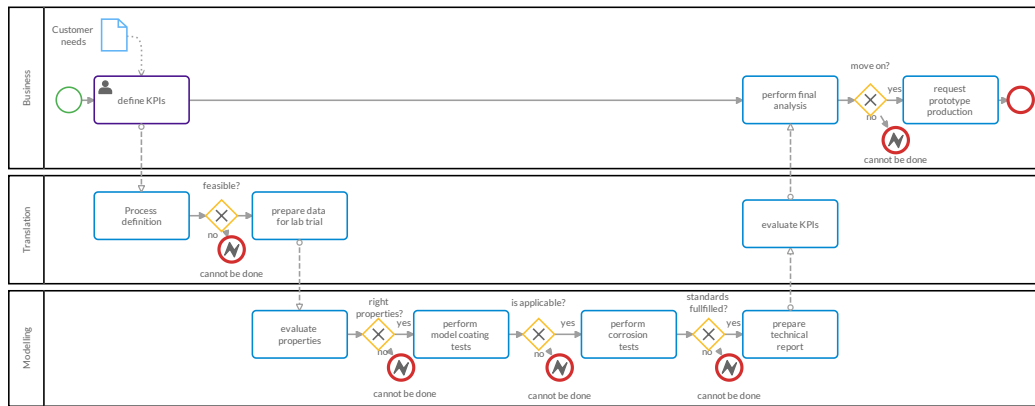 Business
Customer
needs
define KPIs
perform final
analysis
move on?
yes
no
request
prototype
production
cannot be done
Translation
Process
definition
feasible?
no
cannot be done
prepare data
for lab trial
evaluate KPIs
Modelling
evaluate
properties
right
properties?
yes
no
cannot be done
perform
model coating
tests
is applicable?
yes
no
cannot be done
perform
corrosion
tests
standards
fullfilled?
yes
no
cannot be done
prepare
technical
report